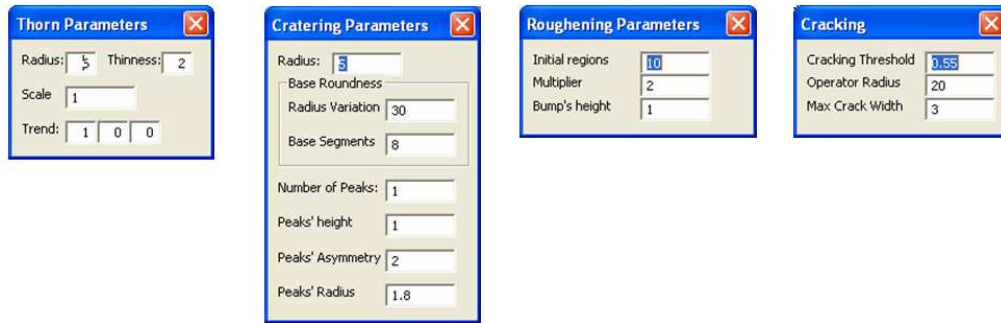 Thorn Parameters
Radius: 5 Thinness: 2
Scale 1
Trend: 1 0 0
Cratering Parameters
Radius: 5
Base Roundness
Radius Variation 30
Base Segments 8
Number of Peaks: 1
Peaks' height 1
Peaks' Asymmetry 2
Peaks' Radius 1.8
Roughening Parameters
Initial regions 10
Multiplier 2
Bump's height 1
Cracking
Cracking Threshold 0.55
Operator Radius 20
Max Crack Width 3